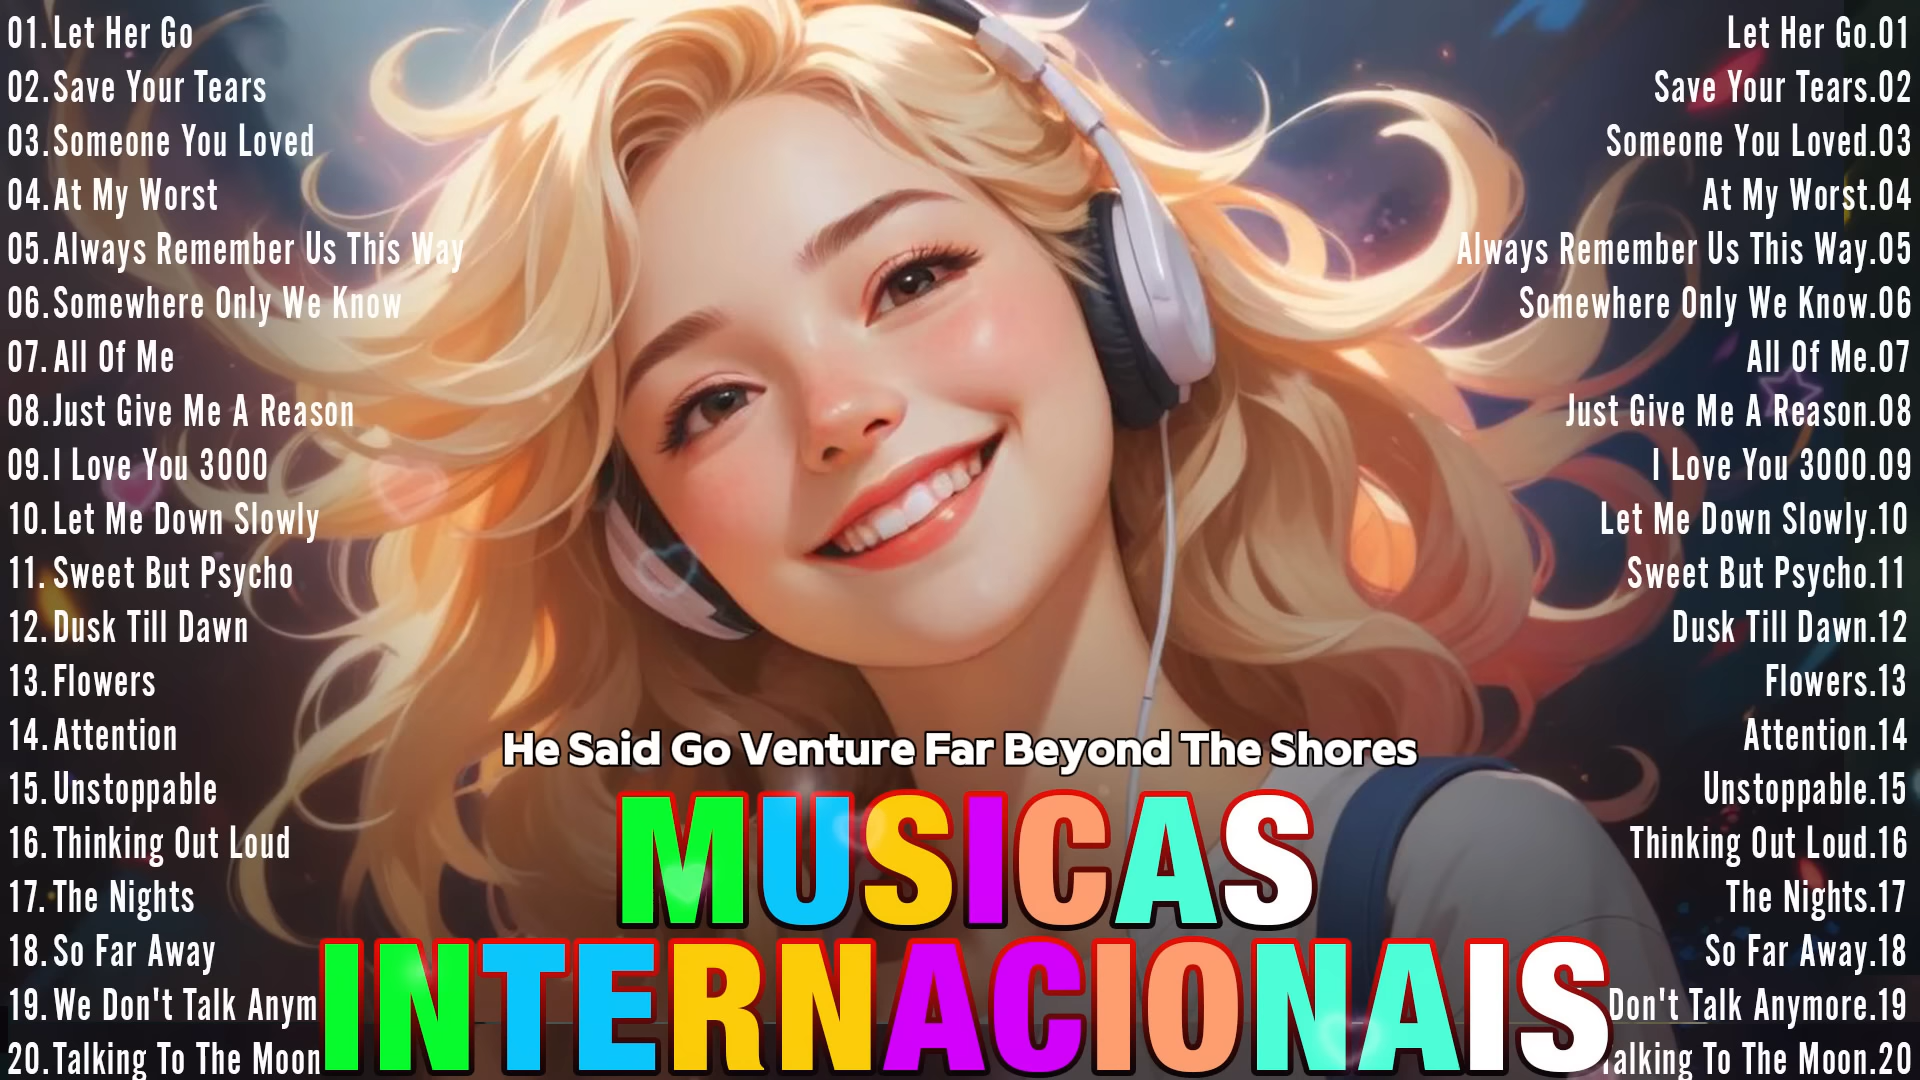 01.Let Her Go
02.Save Your Tears
03.Someone You Loved
04.At My Worst
05.Always Remember Us This Way
06.Somewhere Only We Know
07.All Of Me
08.Just Give Me A Reason
09.I Love You 3000
10.Let Me Down Slowly
11.Sweet But Psycho
12.Dusk Till Dawn
13.Flowers
14.Attention
15.Unstoppable
16.Thinking Out Loud
17.The Nights
18.So Far Away
19.We Don't Talk Anym
20.Talking To The Moon
Let Her Go.01
Save Your Tears.02
Someone You Loved.03
At My Worst.04
Always Remember Us This Way.05
Somewhere Only We Know.06
All Of Me.07
Just Give Me A Reason.08
I Love You 3000.09
Let Me Down Slowly.10
Sweet But Psycho.11
Dusk Till Dawn.12
Flowers.13
Attention.14
Unstoppable.15
Thinking Out Loud.16
The Nights.17
So Far Away.18
Don't Talk Anymore.19
alking To The Moon.20
He Said Go Venture Far Beyond The Shores
MUSICAS
INTERNACIONAIS